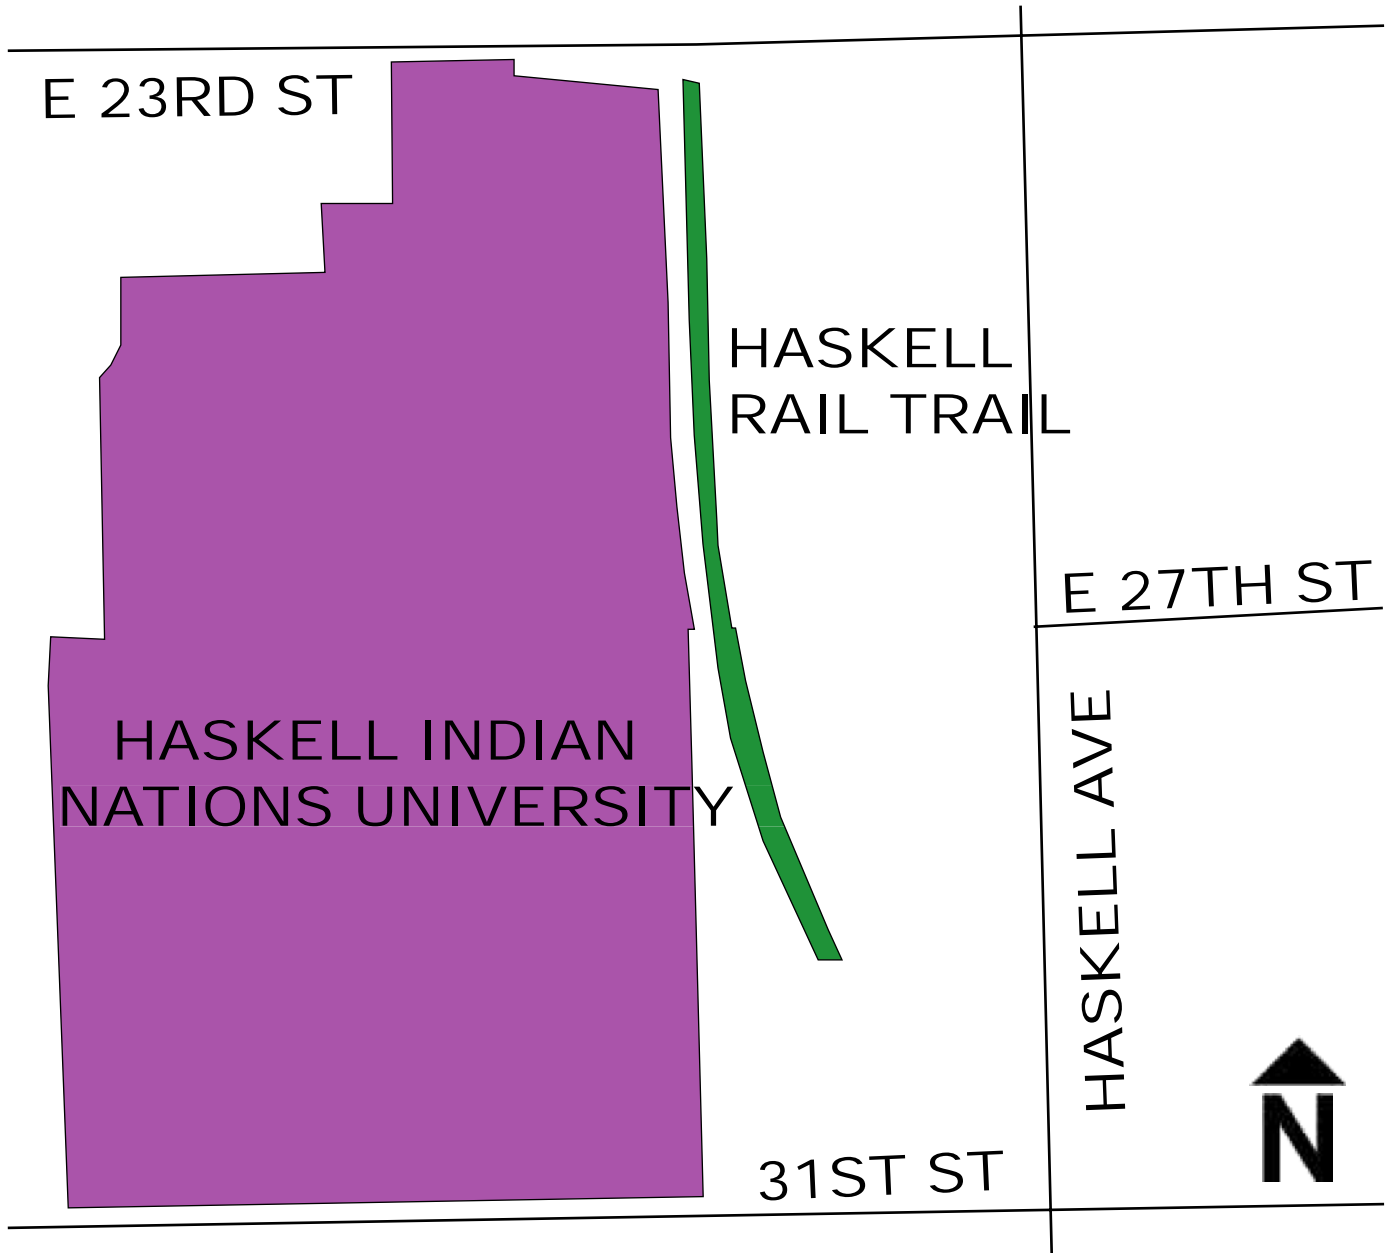 E 23RD ST
HASKELL
RAIL TRAIL
E 27TH ST
HASKELL INDIAN
NATIONS UNIVERSITY
HASKELL AVE
31ST ST
N